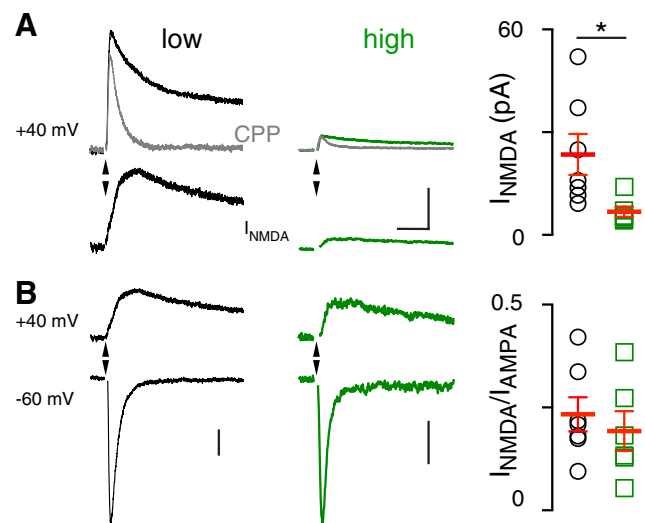 A low high
+40 mV
CPP
I_NMDA
I_NMDA (pA)
60
0
*
B
+40 mV
-60 mV
I_NMDA/I_AMPA
0.5
0